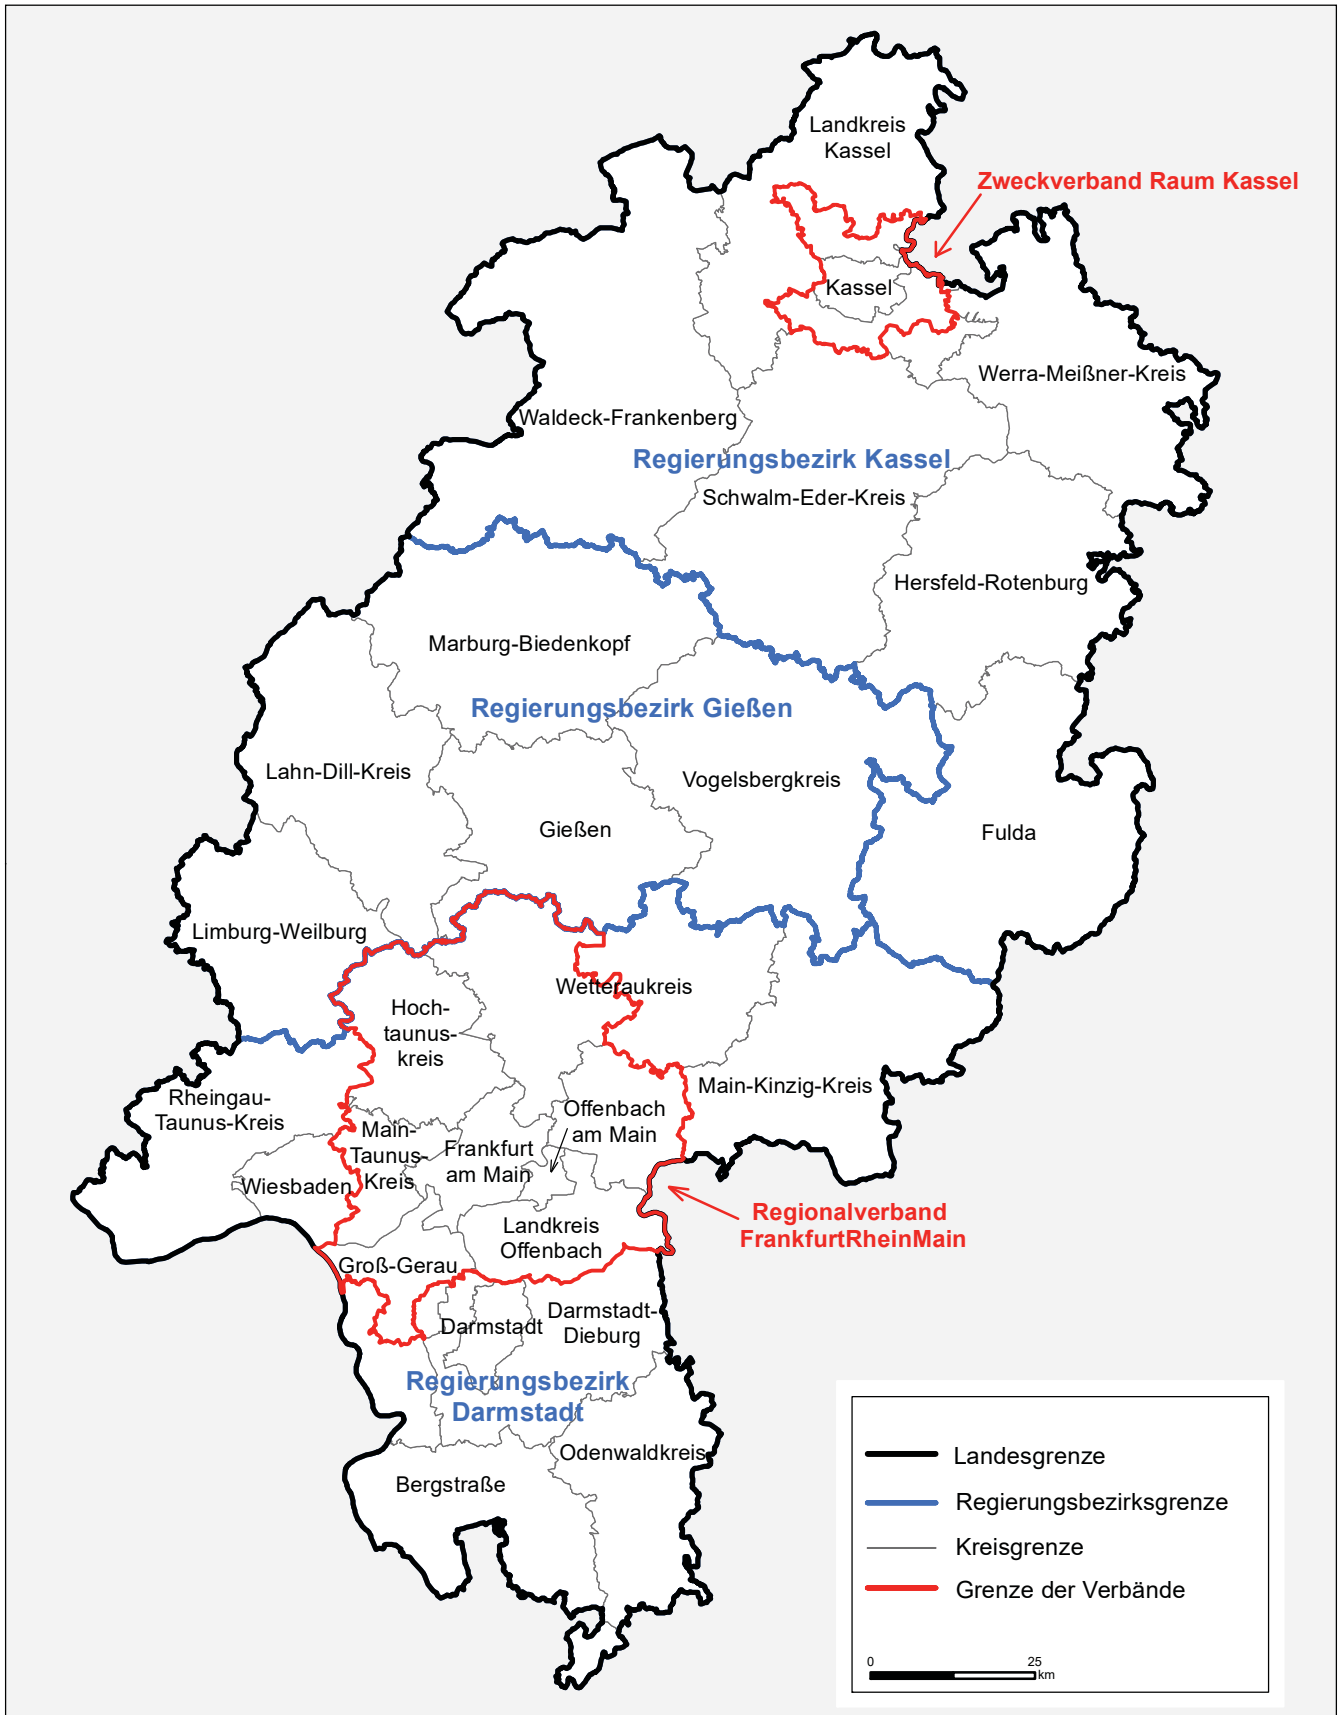 Landkreis
Kassel
Zweckverband Raum Kassel
Kassel
Werra-Meißner-Kreis
Waldeck-Frankenberg
Regierungsbezirk Kassel
Schwalm-Eder-Kreis
Hersfeld-Rotenburg
Marburg-Biedenkopf
Regierungsbezirk Gießen
Lahn-Dill-Kreis
Vogelsbergkreis
Gießen
Fulda
Limburg-Weilburg
Wetteraukreis
Hoch-
taunus-
kreis
Main-Kinzig-Kreis
Rheingau-
Taunus-Kreis
Offenbach
am Main
Main-
Taunus-
Kreis
Frankfurt
am Main
Wiesbaden
Regionalverband
FrankfurtRheinMain
Landkreis
Offenbach
Groß-Gerau
Darmstadt
Darmstadt-
Dieburg
Regierungsbezirk
Darmstadt
Odenwaldkreis
Bergstraße
Landesgrenze
Regierungsbezirksgrenze
Kreisgrenze
Grenze der Verbände
0 25
km